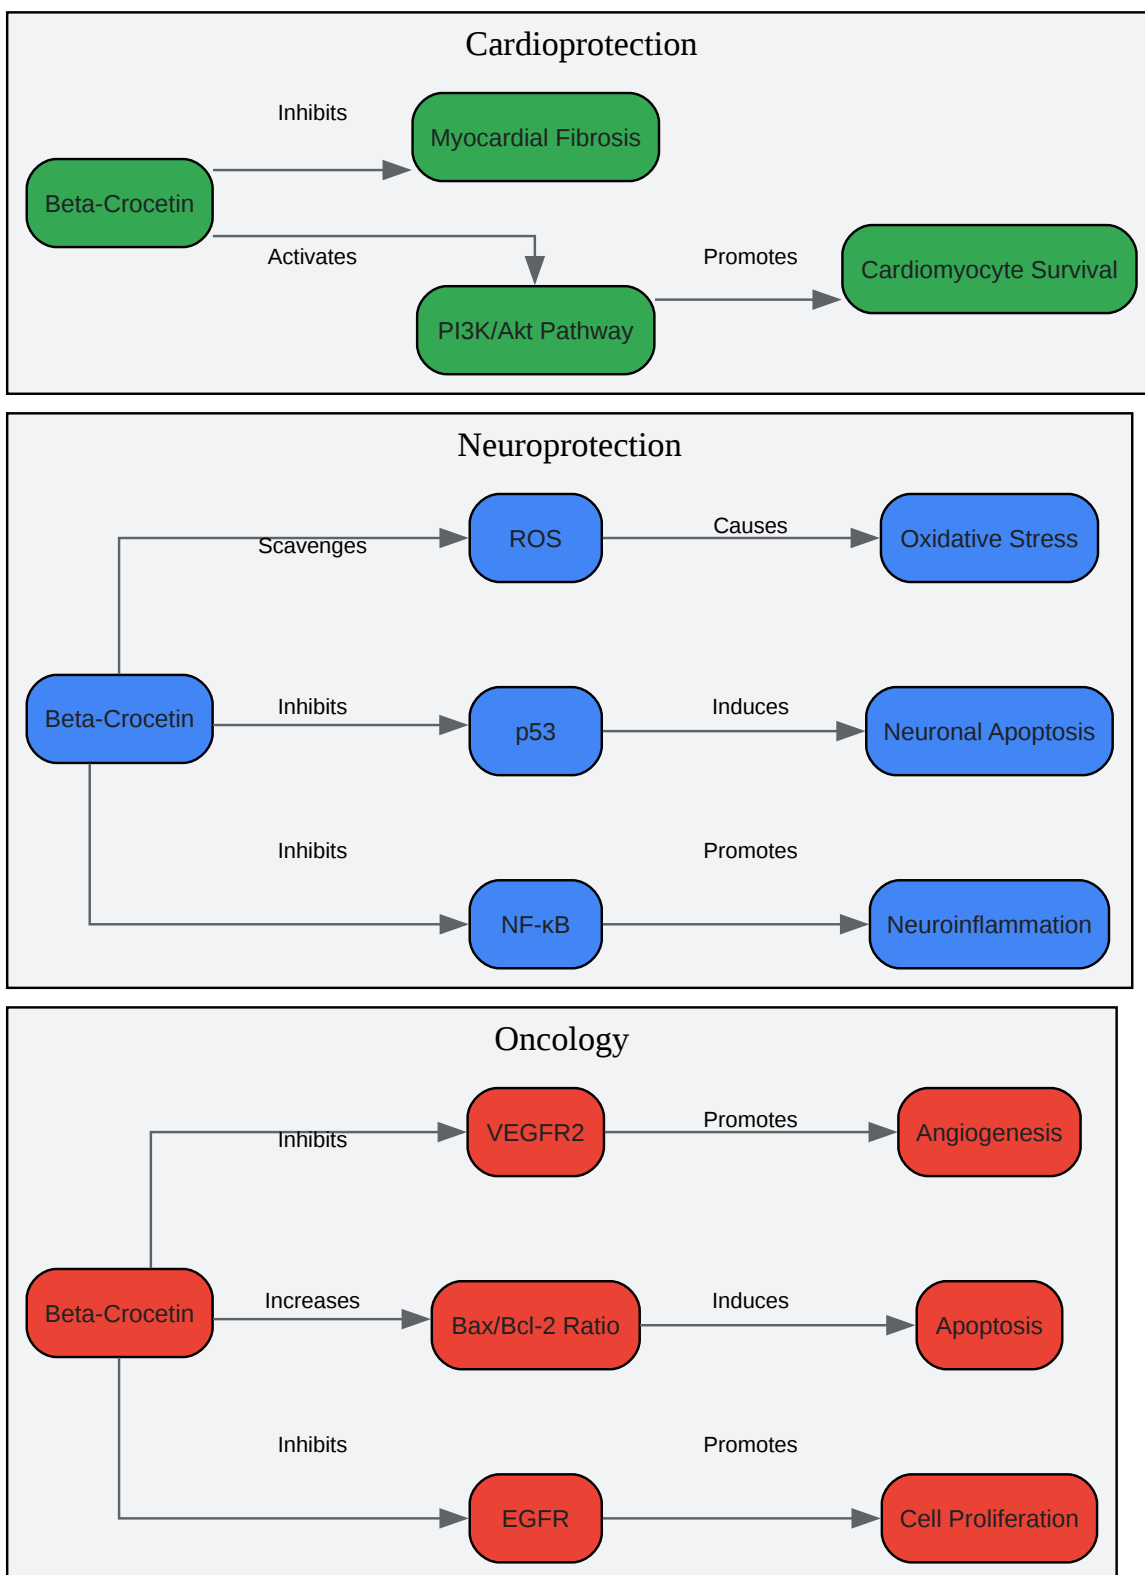 Cardioprotection
Inhibits
Myocardial Fibrosis
Beta-Crocetin
Activates
Promotes
Cardiomyocyte Survival
PI3K/Akt Pathway
Neuroprotection
Scavenges
ROS
Causes
Oxidative Stress
Beta-Crocetin
Inhibits
p53
Induces
Neuronal Apoptosis
Inhibits
Promotes
NF-κB
Neuroinflammation
Oncology
Inhibits
VEGFR2
Promotes
Angiogenesis
Beta-Crocetin
Increases
Bax/Bcl-2 Ratio
Induces
Apoptosis
Inhibits
Promotes
EGFR
Cell Proliferation